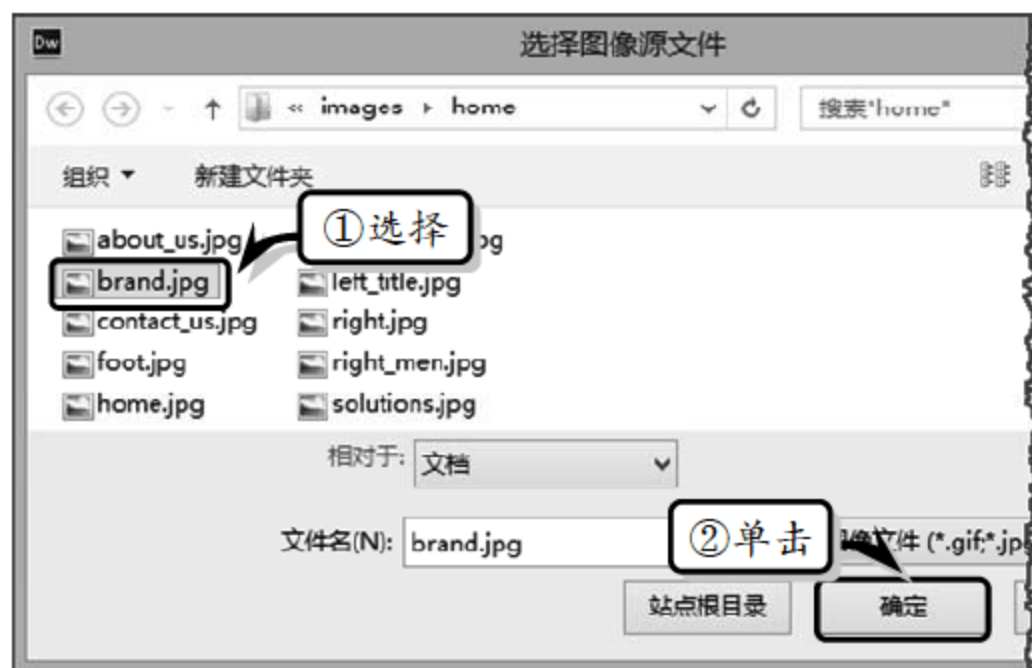 Dw 选择图像源文件
« images home 搜索"home"
组织 新建文件夹
①选择
about_us.jpg
brand.jpg left_title.jpg
contact_us.jpg right.jpg
foot.jpg right_men.jpg
home.jpg solutions.jpg
相对于: 文档
文件名(N): brand.jpg ②单击 (*.gif;*.jp
站点根目录 确定